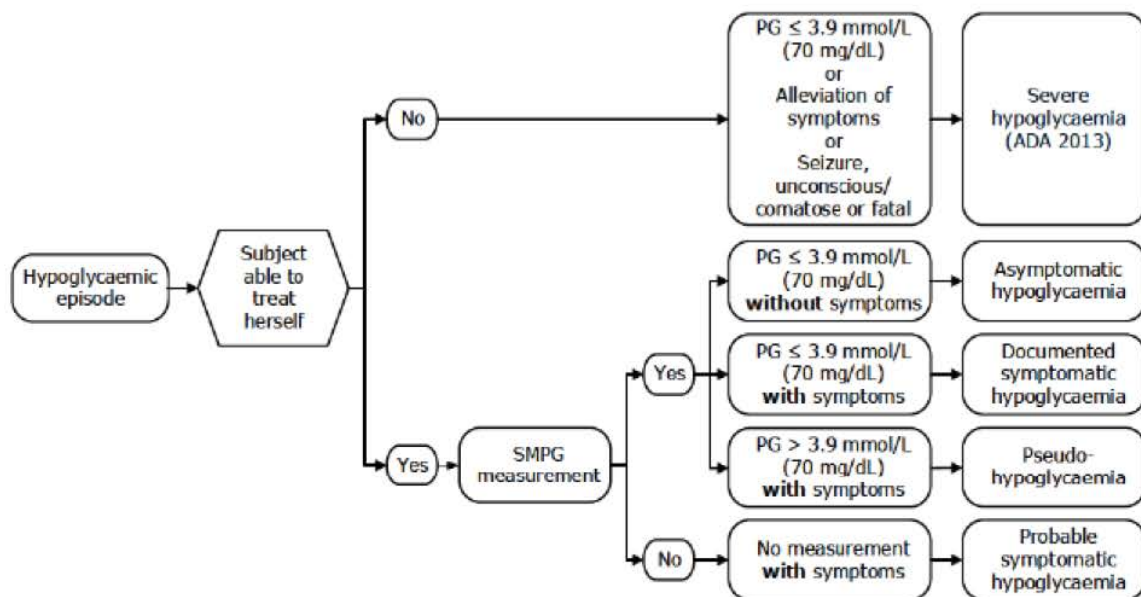 Hypoglycaemic
episode
Subject
able to
treat
herself
No
PG ≤ 3.9 mmol/L
(70 mg/dL)
or
Alleviation of
symptoms
or
Seizure,
unconscious/
comatose or fatal
Severe
hypoglycaemia
(ADA 2013)
Yes
SMPG
measurement
Yes
PG ≤ 3.9 mmol/L
(70 mg/dL)
without symptoms
Asymptomatic
hypoglycaemia
PG ≤ 3.9 mmol/L
(70 mg/dL)
with symptoms
Documented
symptomatic
hypoglycaemia
PG > 3.9 mmol/L
(70 mg/dL)
with symptoms
Pseudo-
hypoglycaemia
No
No measurement
with symptoms
Probable
symptomatic
hypoglycaemia